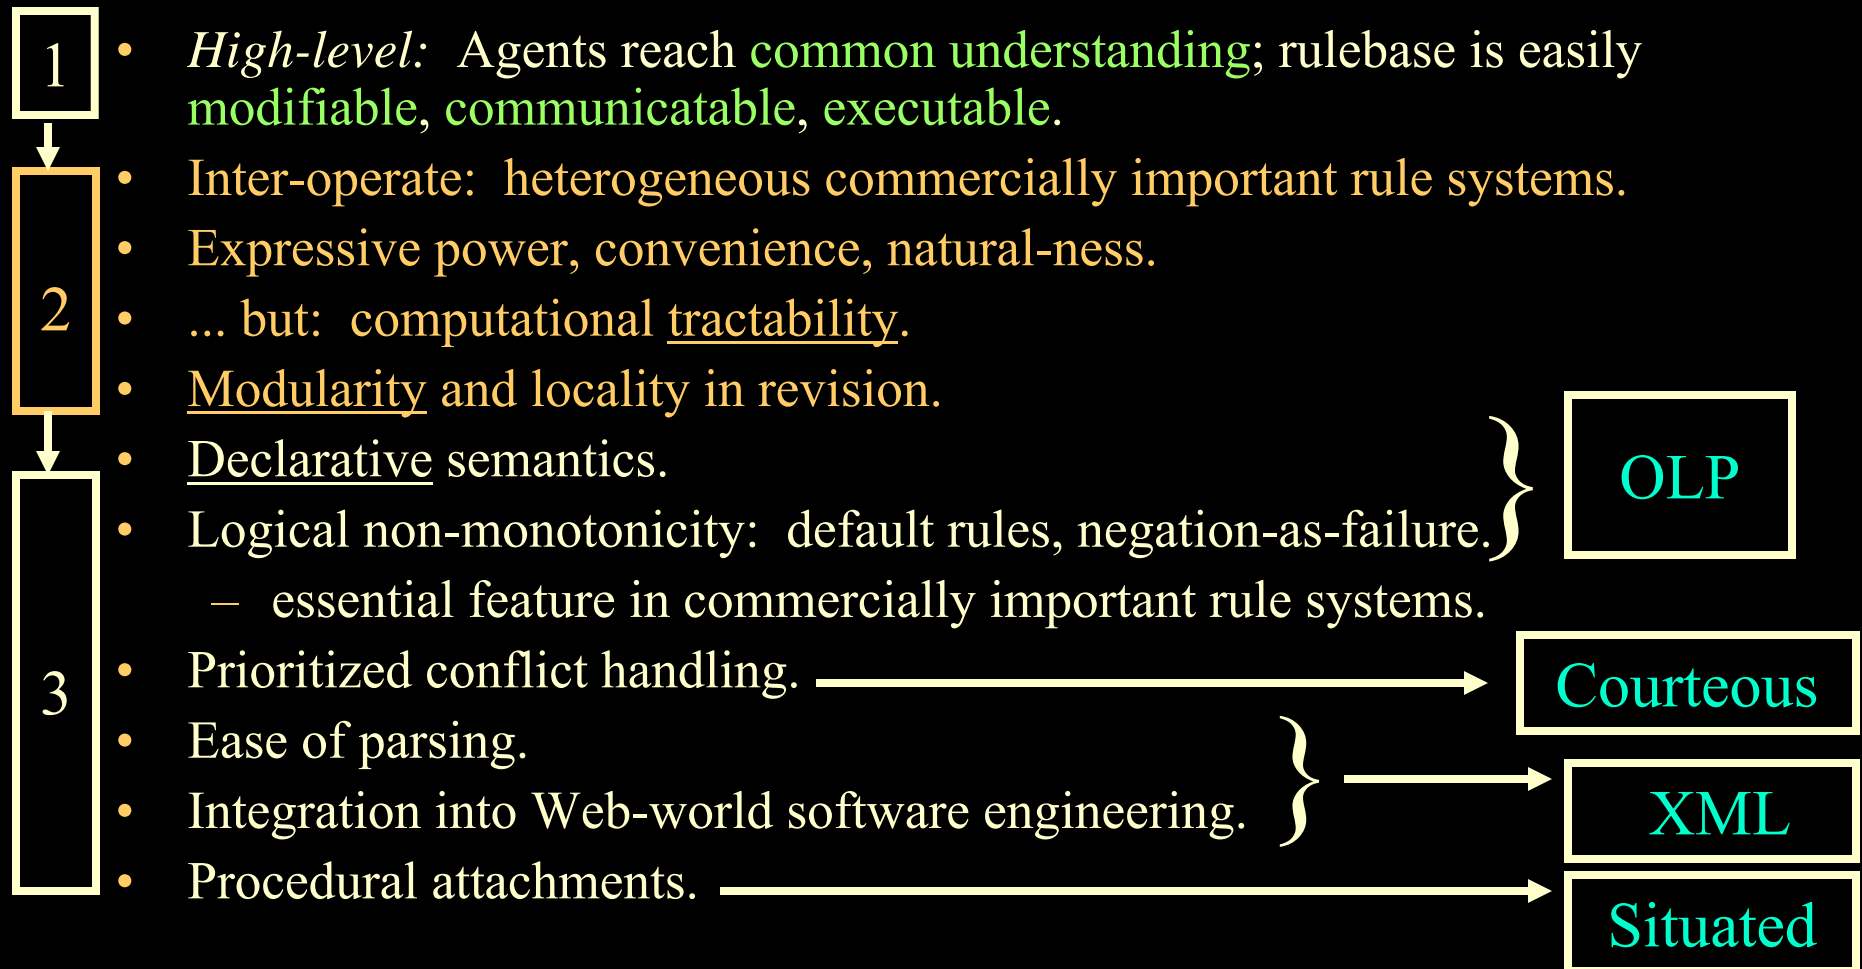 1
• High-level: Agents reach common understanding; rulebase is easily
modifiable, communicatable, executable.
2
• Inter-operate: heterogeneous commercially important rule systems.
• Expressive power, convenience, natural-ness.
• ... but: computational tractability.
• Modularity and locality in revision.
3
• Declarative semantics.
• Logical non-monotonicity: default rules, negation-as-failure.
– essential feature in commercially important rule systems.
OLP
• Prioritized conflict handling.
Courteous
• Ease of parsing.
• Integration into Web-world software engineering.
XML
• Procedural attachments.
Situated